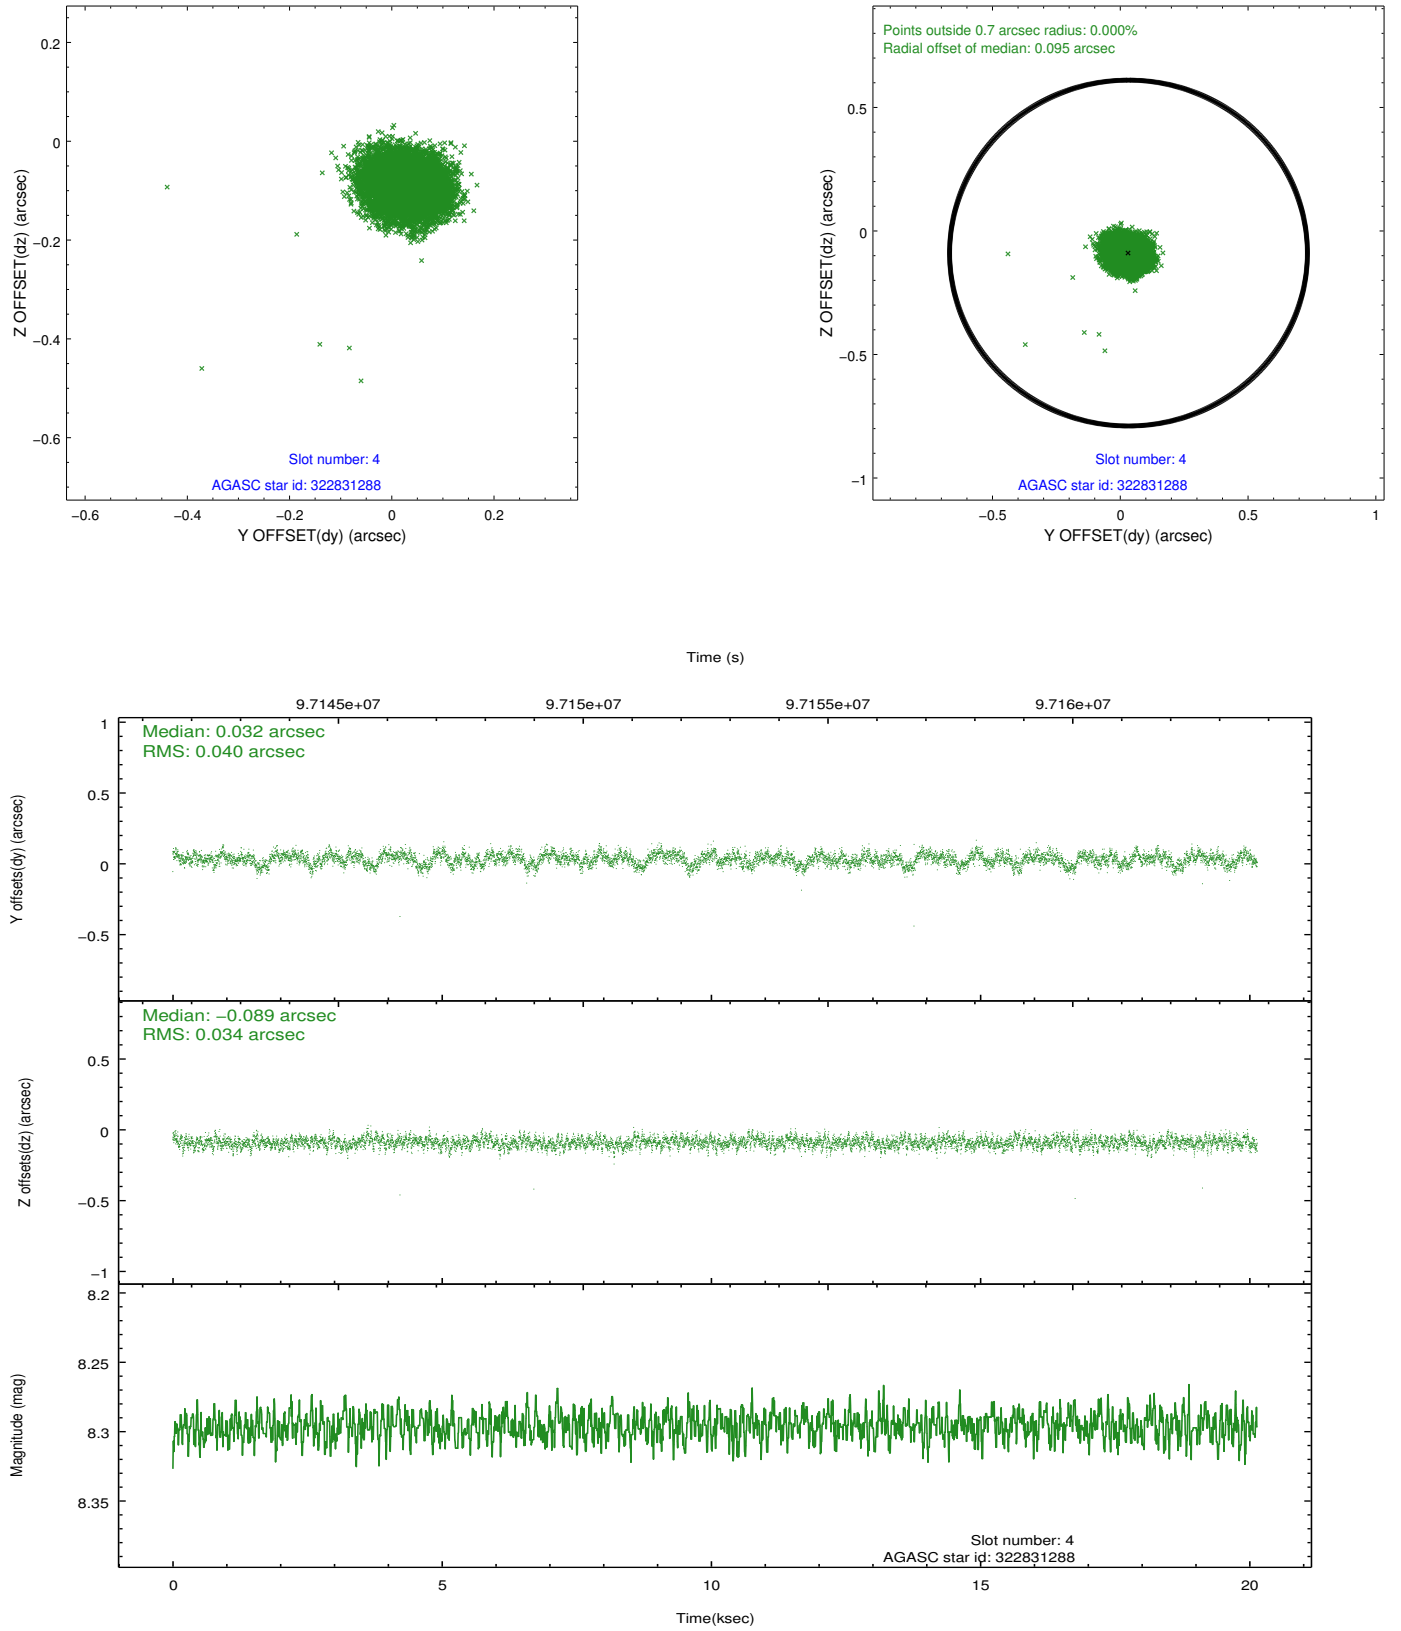 0.2
0
−0.2
−0.4
−0.6
Z OFFSET(dz) (arcsec)
Slot number: 4
AGASC star id: 322831288
−0.6 −0.4 −0.2 0 0.2
Y OFFSET(dy) (arcsec)
Points outside 0.7 arcsec radius: 0.000%
Radial offset of median: 0.095 arcsec
0.5
0
−0.5
−1
Z OFFSET(dz) (arcsec)
Slot number: 4
AGASC star id: 322831288
−0.5 0 0.5 1
Y OFFSET(dy) (arcsec)
Time (s)
9.7145e+07 9.715e+07 9.7155e+07 9.716e+07
Median: 0.032 arcsec
RMS: 0.040 arcsec
1
0.5
0
−0.5
Y offsets(dy) (arcsec)
Median: −0.089 arcsec
RMS: 0.034 arcsec
0.5
0
−0.5
−1
Z offsets(dz) (arcsec)
8.2
8.25
8.3
8.35
Magnitude (mag)
Slot number: 4
AGASC star id: 322831288
0 5 10 15 20
Time(ksec)